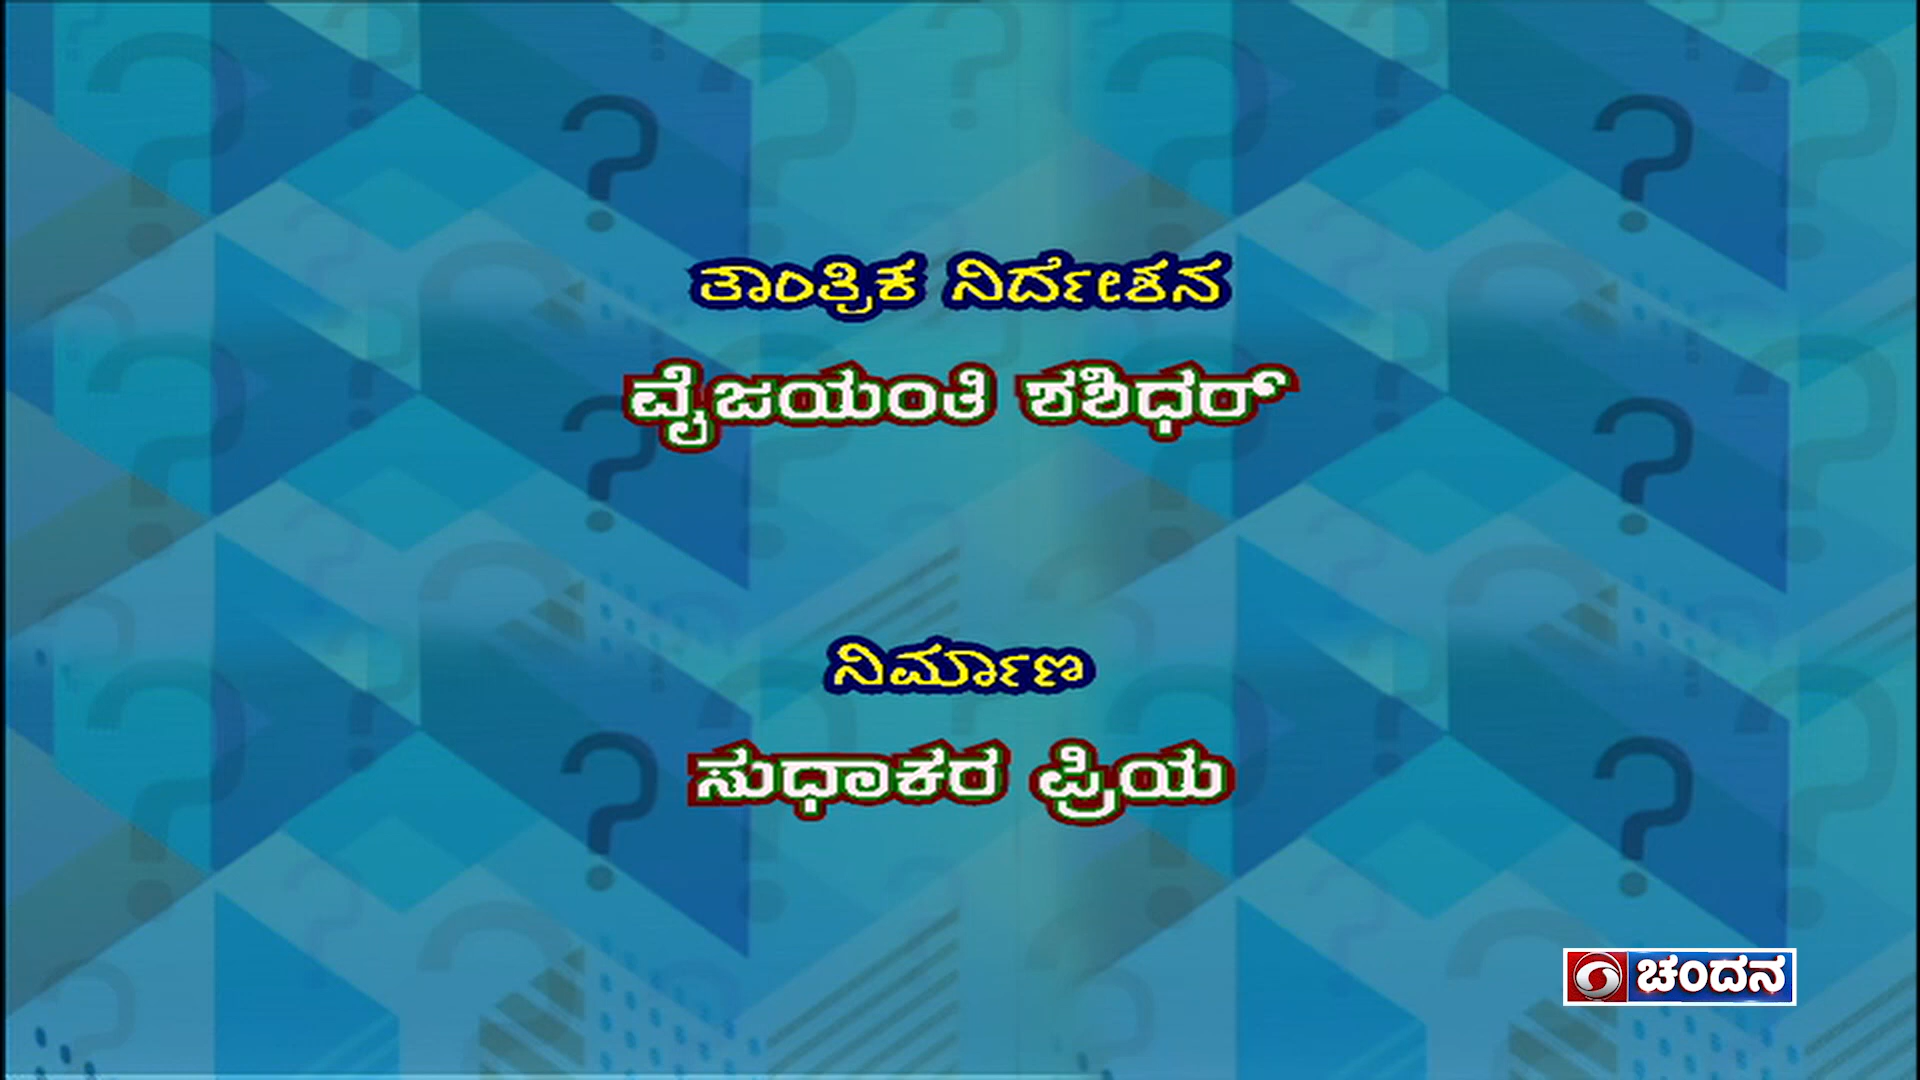 ತಾಂತ್ರಿಕ ನಿರ್ದೇಶನ
ವೈಜಯಂತಿ ಶಶಿಧರ್
ನಿರ್ಮಾಣ
ಸುಧಾಕರ ಪ್ರಿಯ
ಚಂದನ